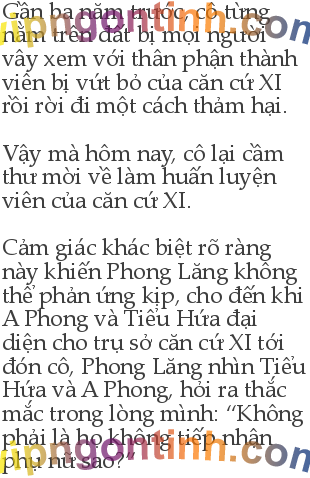 Gần ba năm trước, cô từng
nằm trên đất bị mọi người
vây xem với thân phận thành
viên bị vứt bỏ của căn cứ XI
rồi rời đi một cách thảm hại.
Vậy mà hôm nay, cô lại cầm
thư mời về làm huấn luyện
viên của căn cứ XI.
Cảm giác khác biệt rõ ràng
này khiến Phong Lăng không
thể phản ứng kịp, cho đến khi
A Phong và Tiểu Hứa đại
diện cho trụ sở căn cứ XI tới
đón cô, Phong Lăng nhìn Tiểu
Hứa và A Phong, hỏi ra thắc
mắc trong lòng mình: “Không
phải là họ không tiếp nhận
phụ nữ sao?”
vipngontinh.com
vipngontinh.com